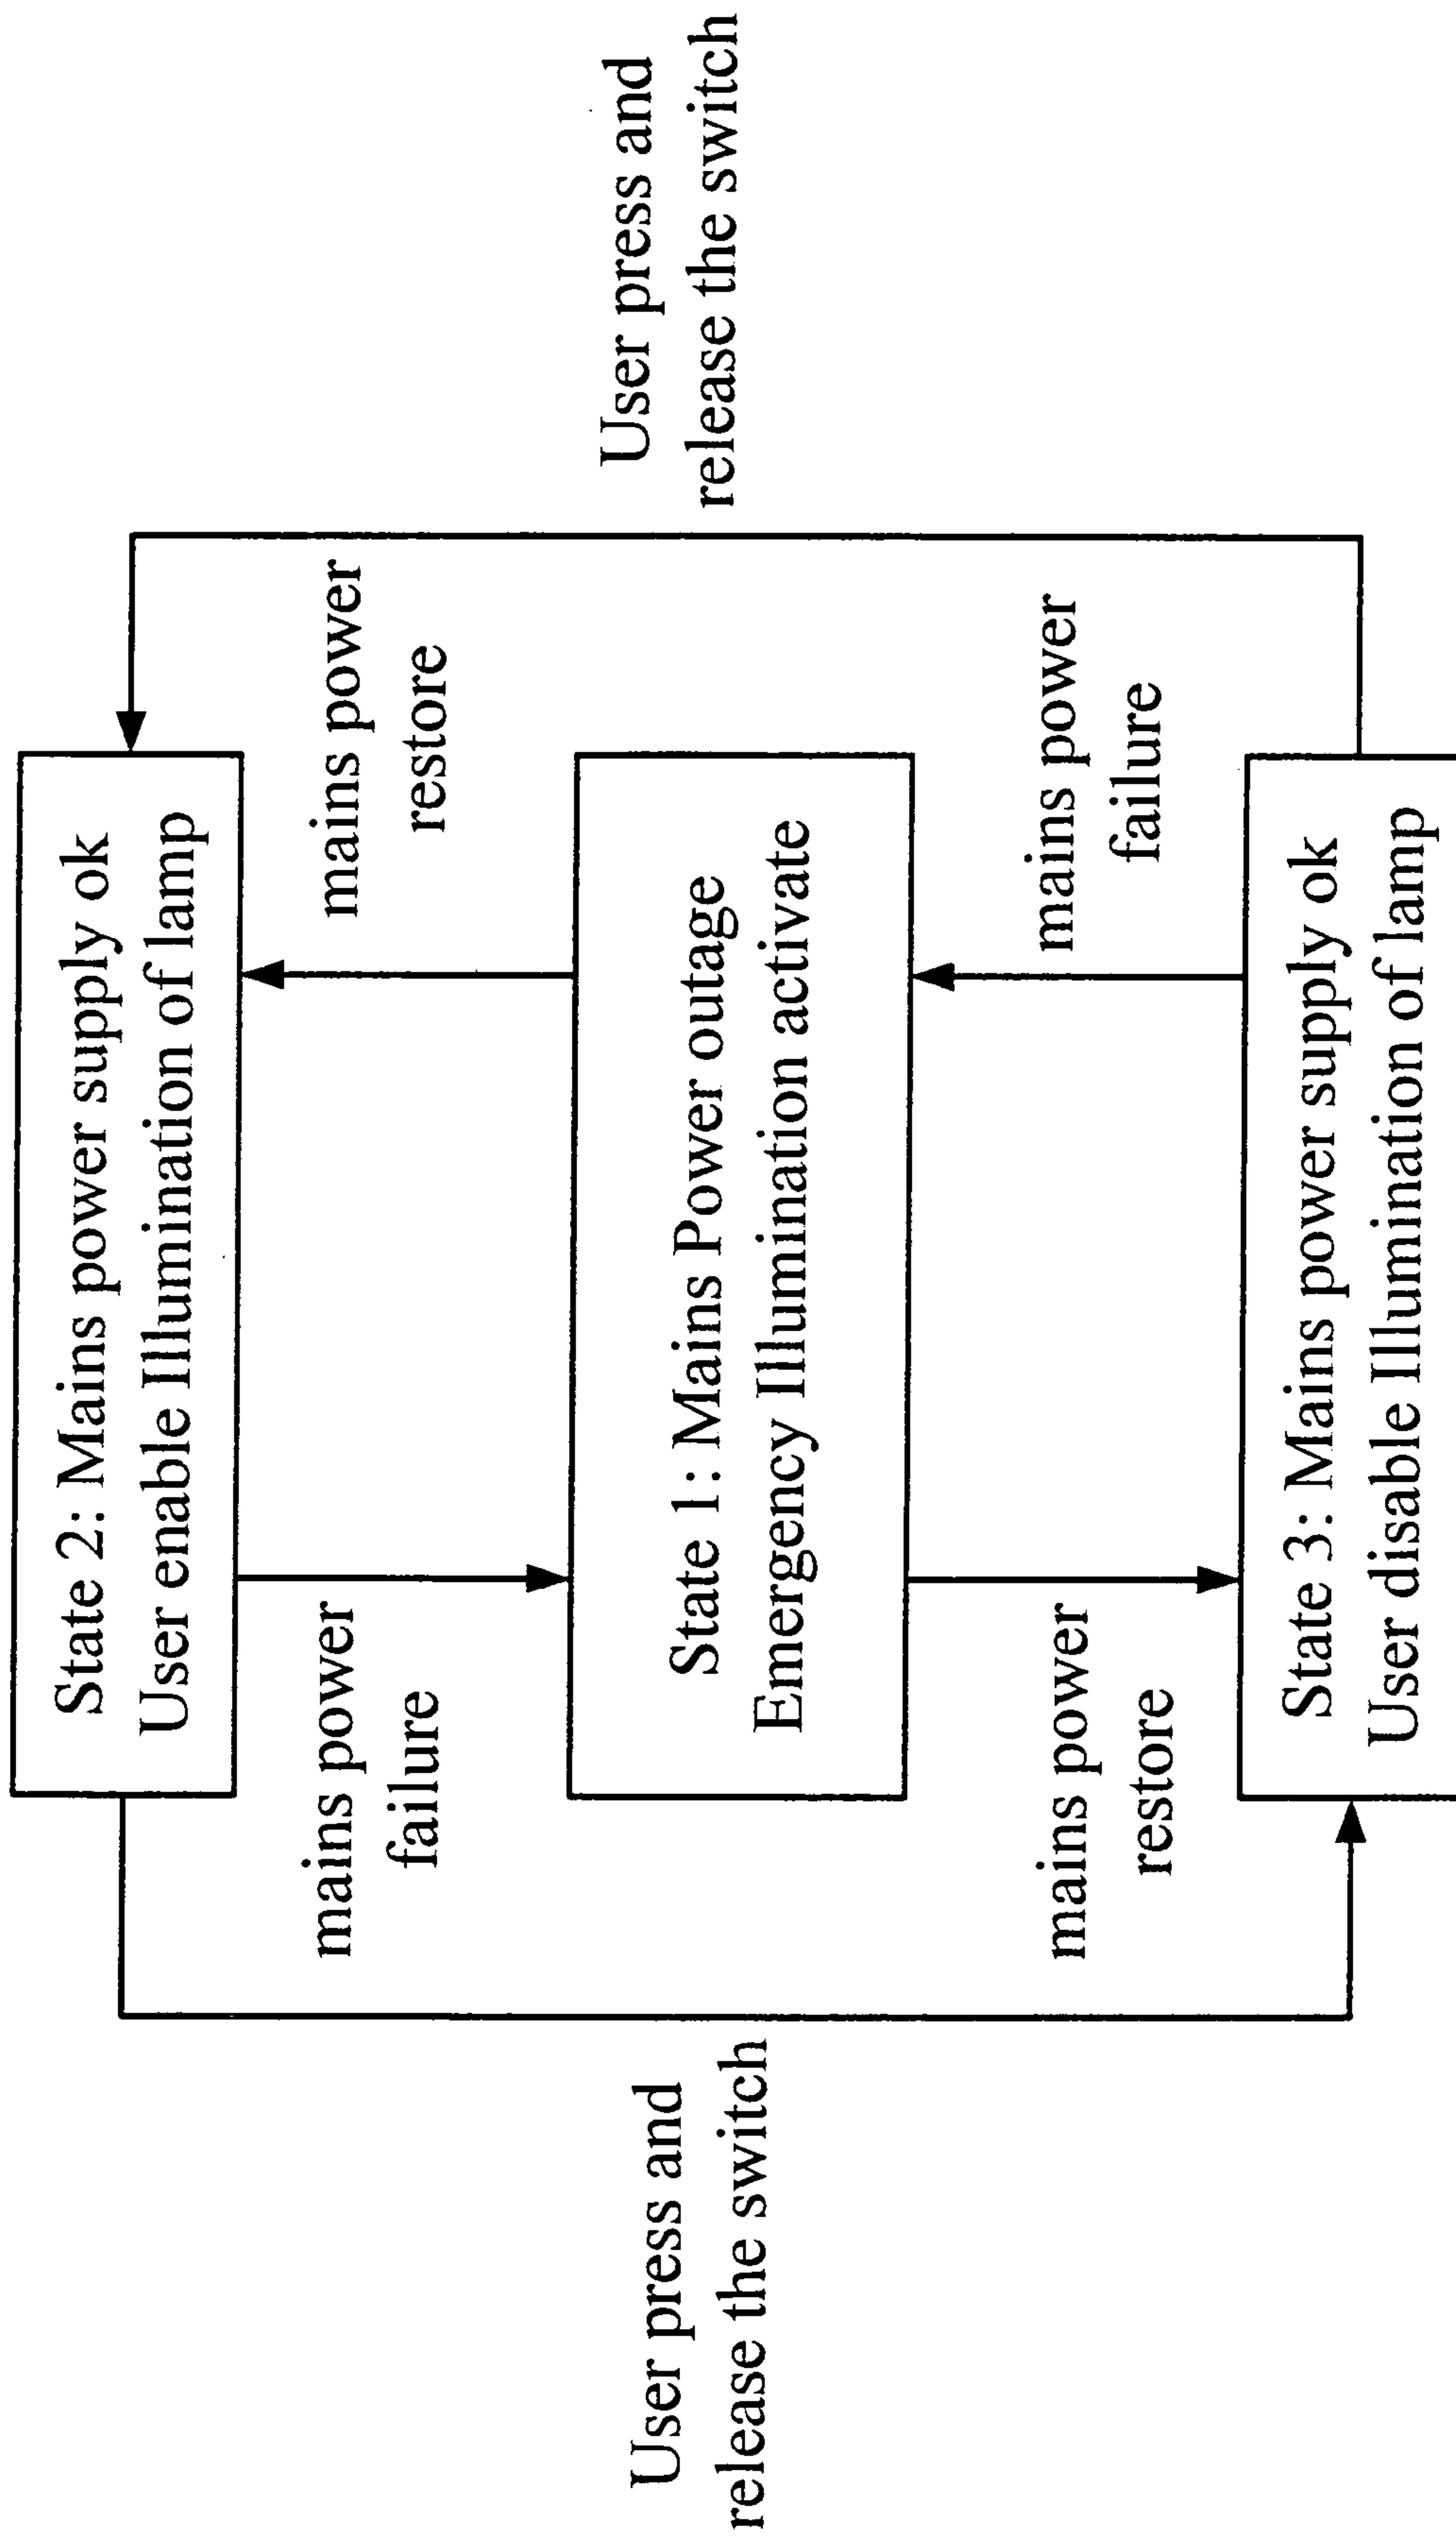 State 2: Mains power supply ok
User enable Illumination of lamp
mains power
failure
mains power
restore
User press and
release the switch
State 1: Mains Power outage
Emergency Illumination activate
User press and
release the switch
mains power
restore
mains power
failure
State 3: Mains power supply ok
User disable Illumination of lamp